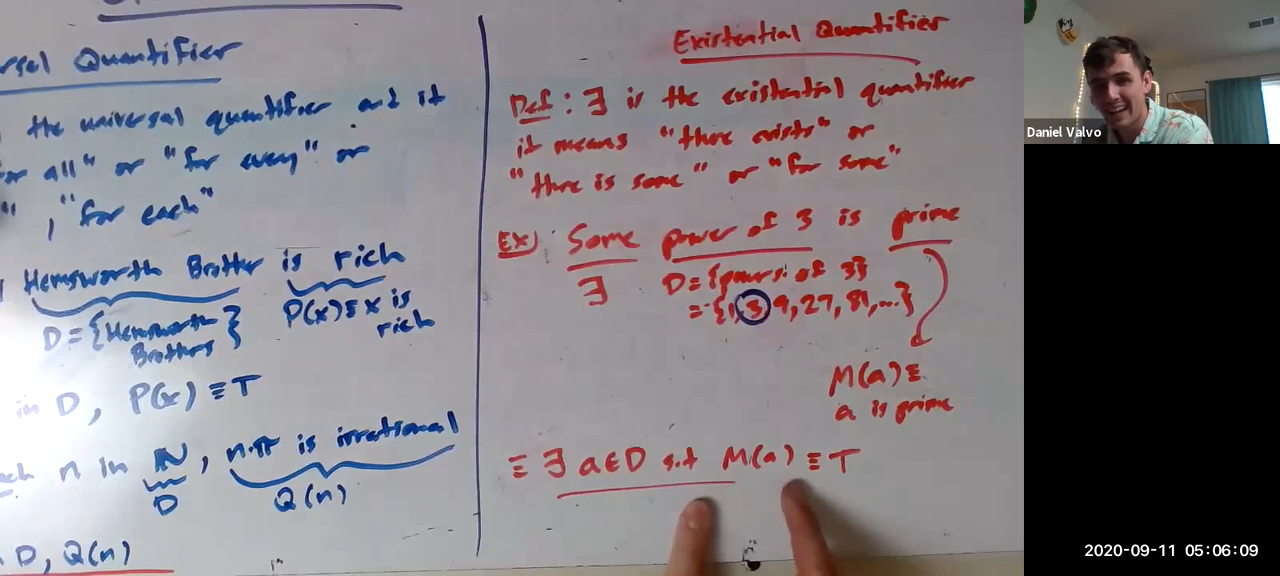 Quantifier
the universal quantifier and it
all" or "for every" or
", "for each"
Hemsworth Brother is rich
D = {Hemsworth Brothers}
P(x) ≡ x is rich
in D, P(x) ≡ T
n in ℕ, n·π is irrational
D
Q(n)
D, Q(n)
Existential Quantifier
Def: ∃ is the existential quantifier
it means "there exists" or
"there is some" or "for some"
EX) Some power of 3 is prime
∃
D = {powers of 3}
= {1, 3, 9, 27, 81, ...}
M(a) ≡
a is prime
≡ ∃ a ∈ D s.t M(a) ≡ T
Daniel Valvo
2020-09-11 05:06:09